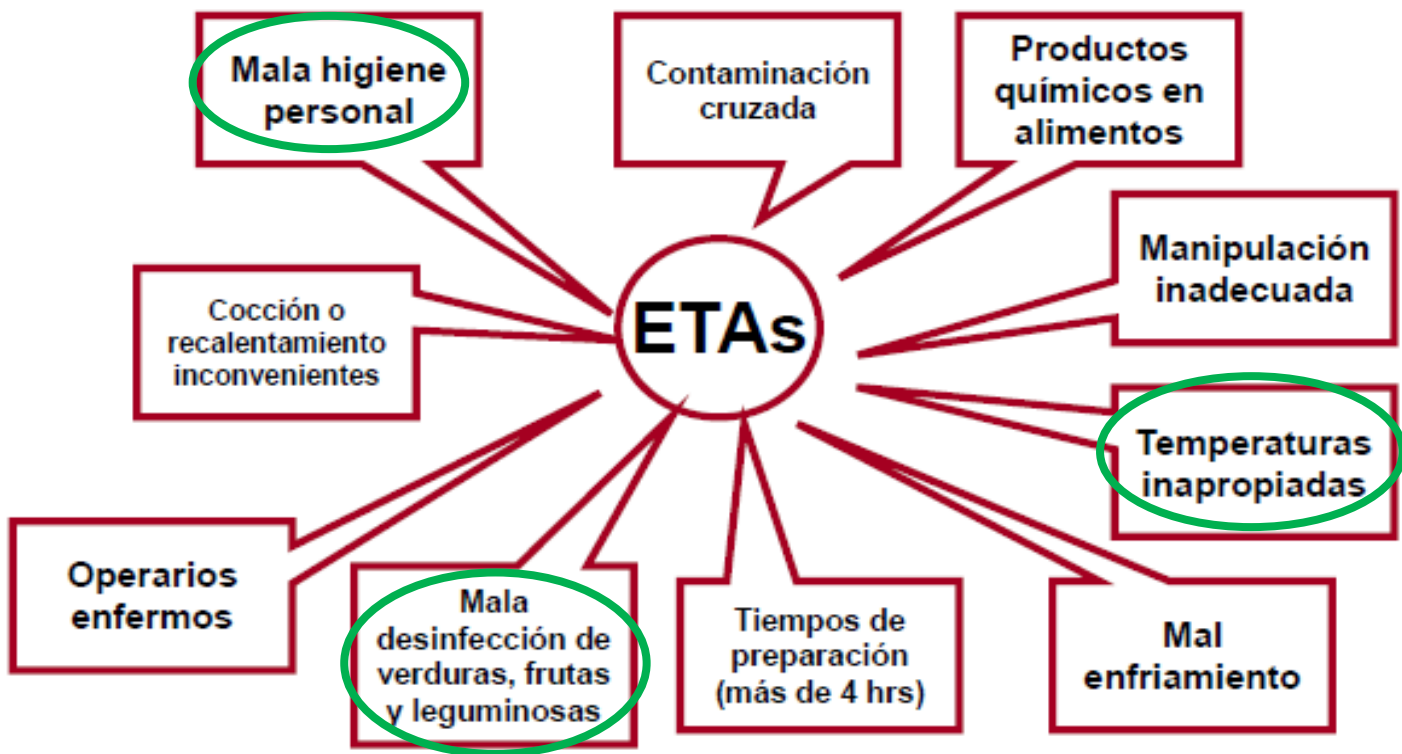 Mala higiene
personal
Contaminación
cruzada
Productos
químicos en
alimentos
Manipulación
inadecuada
ETAs
Cocción o
recalentamiento
inconvenientes
Temperaturas
inapropiadas
Operarios
enfermos
Mala
desinfección de
verduras, frutas
y leguminosas
Tiempos de
preparación
(más de 4 hrs)
Mal
enfriamiento